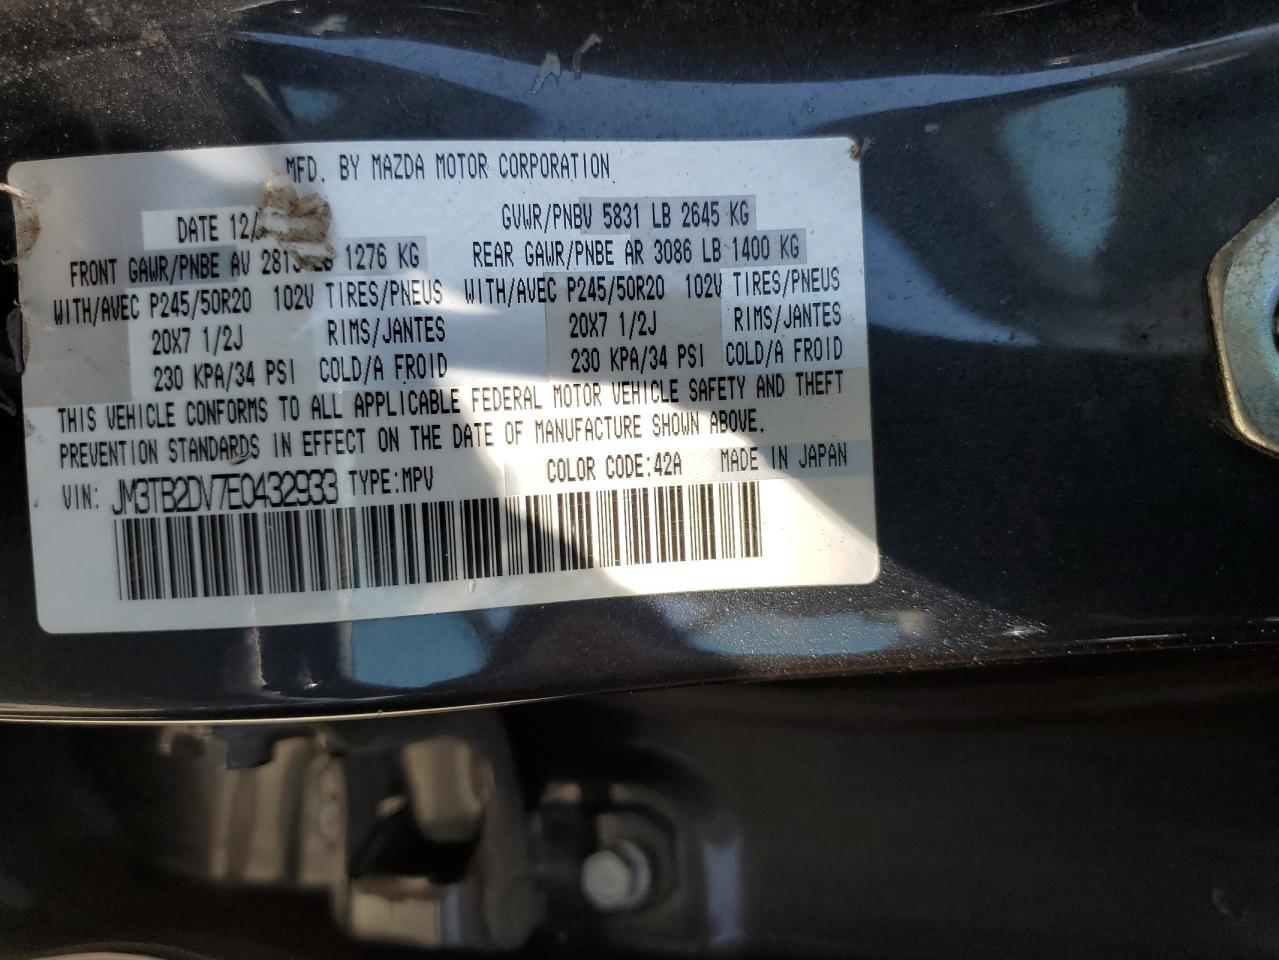 MFD. BY MAZDA MOTOR CORPORATION
DATE 12/ GVWR/PNBV 5831 LB 2645 KG
FRONT GAWR/PNBE AV 2813 LB 1276 KG REAR GAWR/PNBE AR 3086 LB 1400 KG
WITH/AVEC P245/50R20 102V TIRES/PNEUS WITH/AVEC P245/50R20 102V TIRES/PNEUS
20X7 1/2J RIMS/JANTES 20X7 1/2J RIMS/JANTES
230 KPA/34 PSI COLD/A FROID 230 KPA/34 PSI COLD/A FROID
THIS VEHICLE CONFORMS TO ALL APPLICABLE FEDERAL MOTOR VEHICLE SAFETY AND THEFT
PREVENTION STANDARDS IN EFFECT ON THE DATE OF MANUFACTURE SHOWN ABOVE.
VIN: JM3TB2DV7E0432933 TYPE:MPV COLOR CODE:42A MADE IN JAPAN